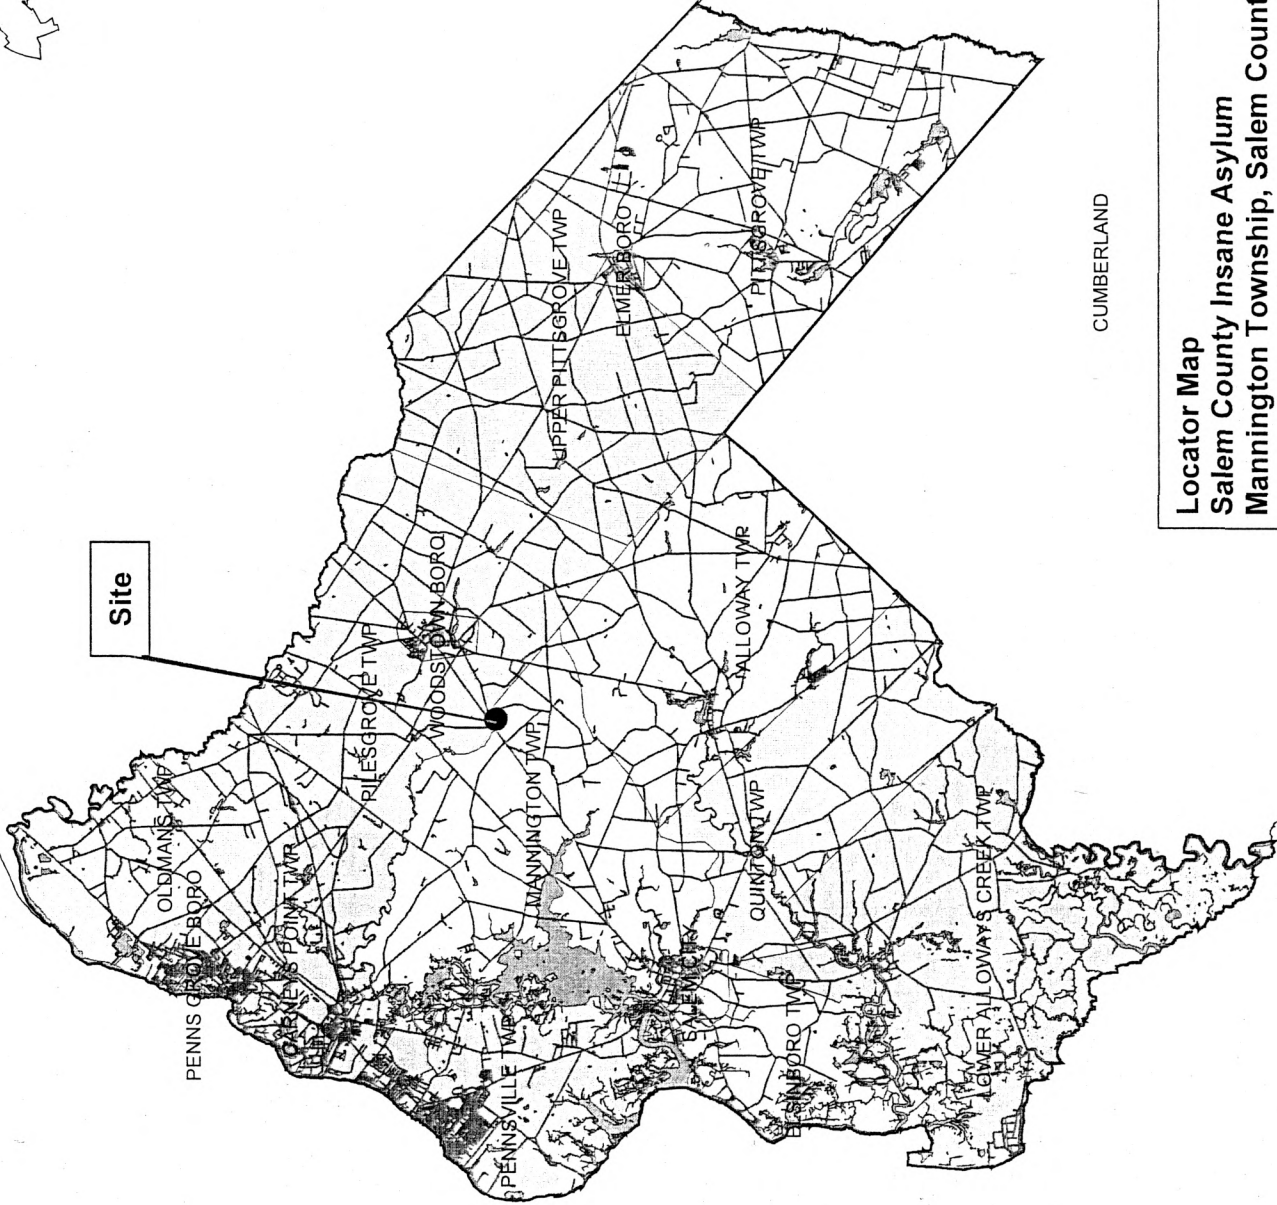 Site
PENNS GROVE BORO
OLDMANS TWP
CARNEYS POINT TWP
PILESGROVE TWP
WOODSTOWN BORO
PENNSVILLE TWP
MANNINGTON TWP
UPPER PITTSGROVE TWP
ELMER BORO
SALEM CITY
PITTSGROVE TWP
ALLOWAY TWP
QUINTON TWP
ELSINBORO TWP
LOWER ALLOWAYS CREEK TWP
CUMBERLAND
Locator Map
Salem County Insane Asylum
Mannington Township, Salem Count